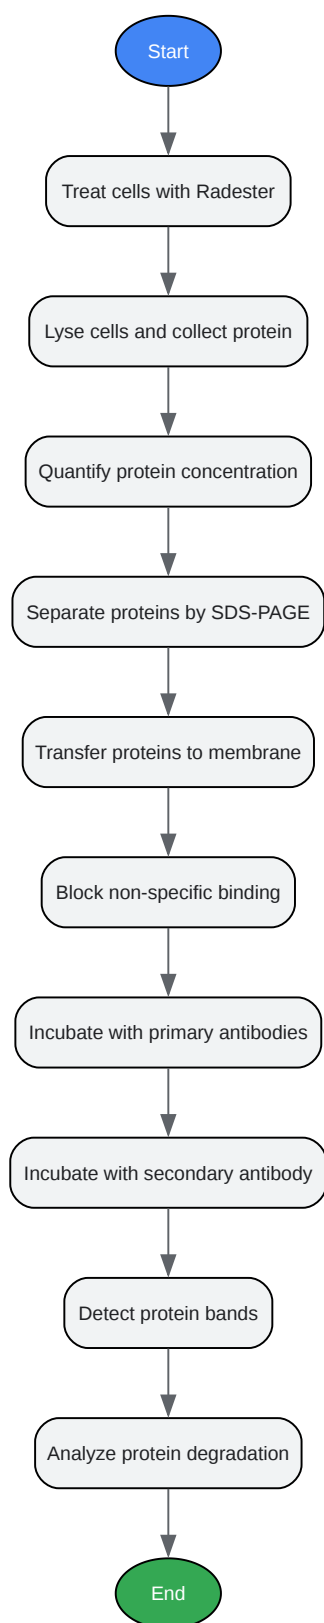 Start
Treat cells with Radester
Lyse cells and collect protein
Quantify protein concentration
Separate proteins by SDS-PAGE
Transfer proteins to membrane
Block non-specific binding
Incubate with primary antibodies
Incubate with secondary antibody
Detect protein bands
Analyze protein degradation
End